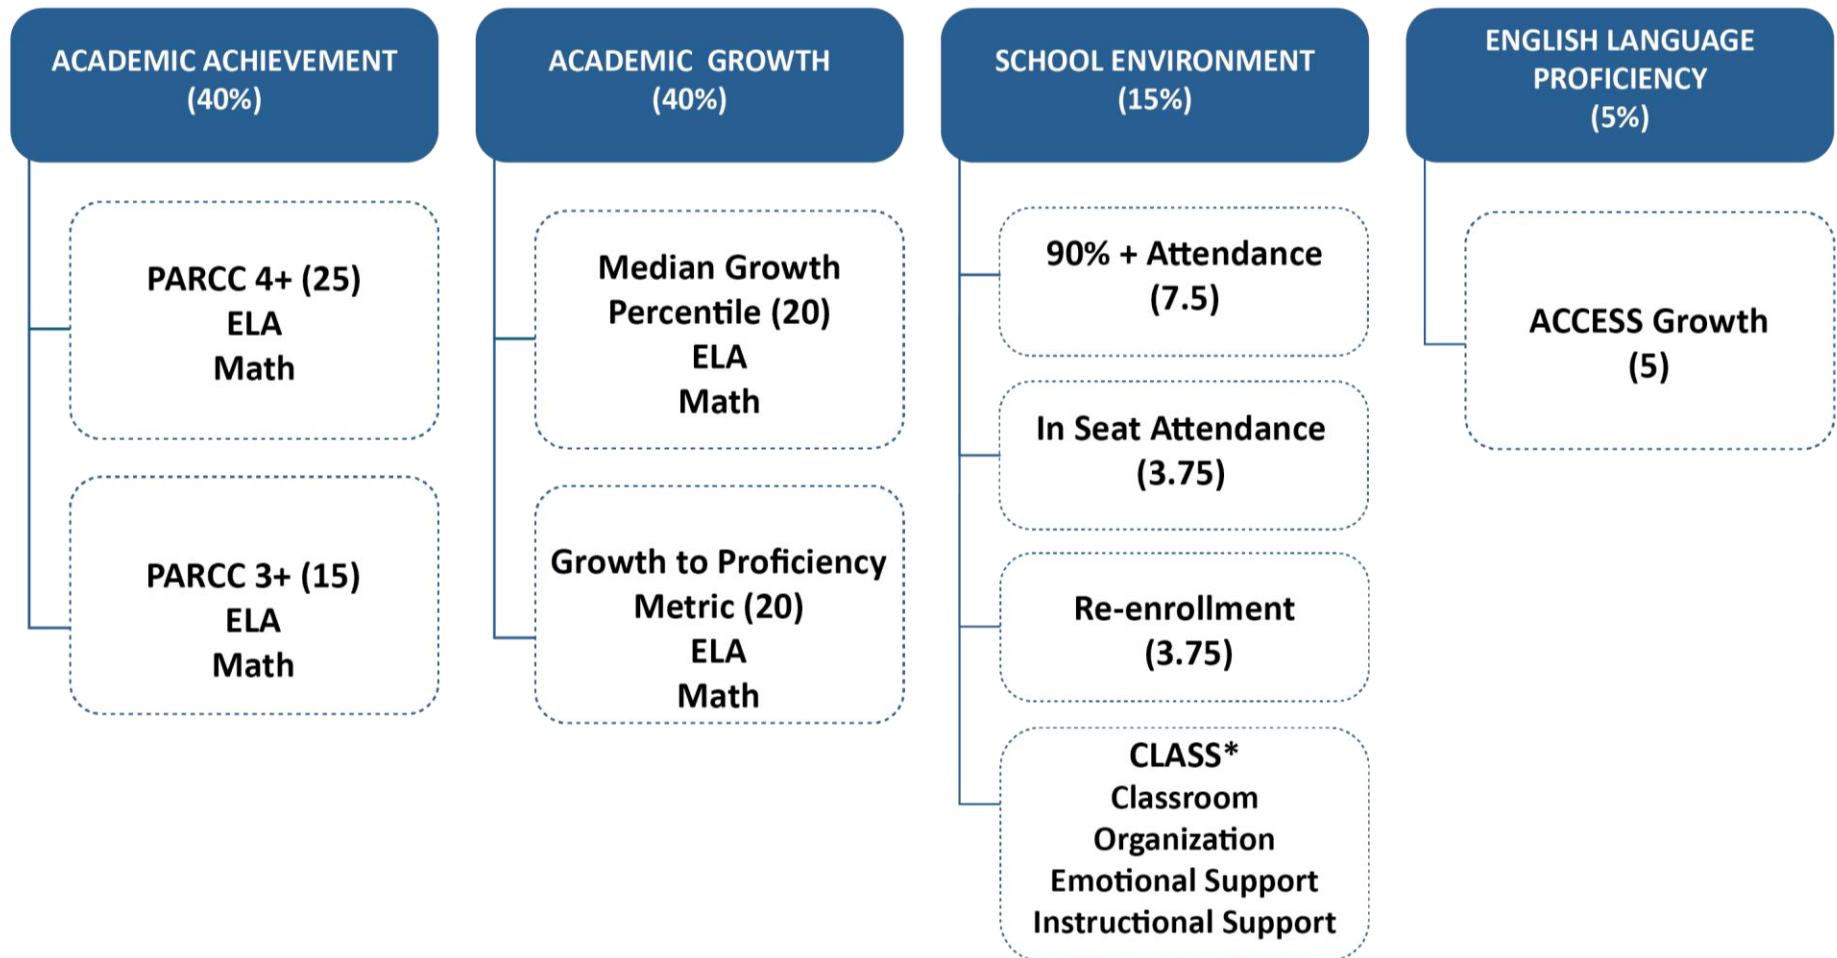 ACADEMIC ACHIEVEMENT
(40%)
PARCC 4+ (25)
ELA
Math
PARCC 3+ (15)
ELA
Math
ACADEMIC GROWTH
(40%)
Median Growth
Percentile (20)
ELA
Math
Growth to Proficiency
Metric (20)
ELA
Math
SCHOOL ENVIRONMENT
(15%)
90% + Attendance
(7.5)
In Seat Attendance
(3.75)
Re-enrollment
(3.75)
CLASS*
Classroom
Organization
Emotional Support
Instructional Support
ENGLISH LANGUAGE
PROFICIENCY
(5%)
ACCESS Growth
(5)